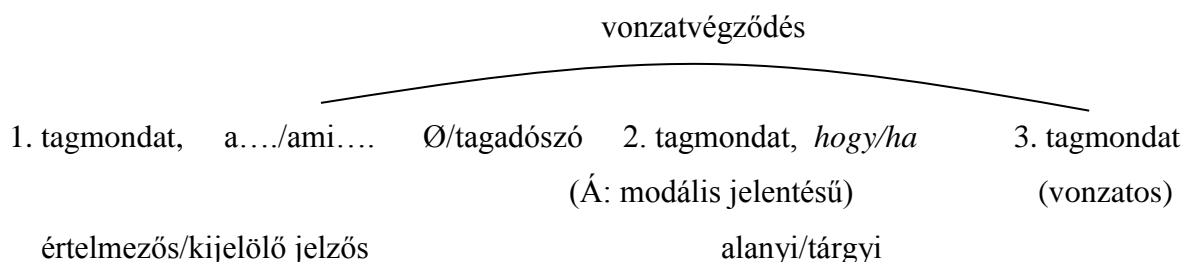 vonzatvégződés
1. tagmondat, a…./ami…. Ø/tagadószó 2. tagmondat, hogy/ha 3. tagmondat
(Á: modális jelentésű) (vonzatos)
értelmezős/kijelölő jelzős alanyi/tárgyi